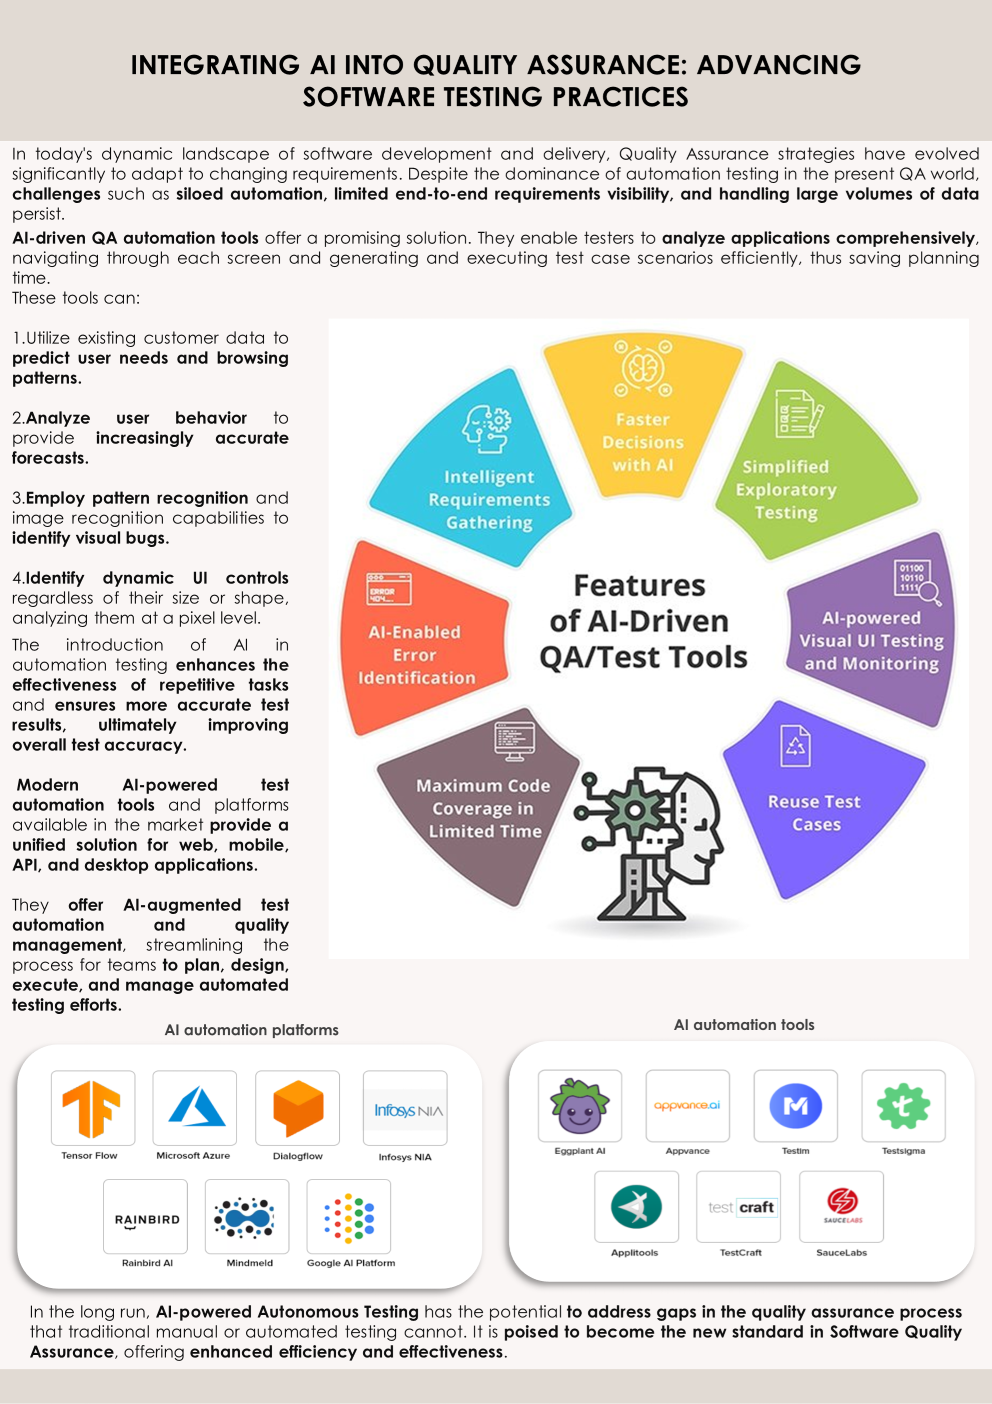 INTEGRATING AI INTO QUALITY ASSURANCE: ADVANCING
SOFTWARE TESTING PRACTICES
In today's dynamic landscape of software development and delivery, Quality Assurance strategies have evolved
significantly to adapt to changing requirements. Despite the dominance of automation testing in the present QA world,
challenges such as siloed automation, limited end-to-end requirements visibility, and handling large volumes of data
persist.
AI-driven QA automation tools offer a promising solution. They enable testers to analyze applications comprehensively,
navigating through each screen and generating and executing test case scenarios efficiently, thus saving planning
time.
These tools can:
1.Utilize existing customer data to
predict user needs and browsing
patterns.
2.Analyze user behavior to
provide increasingly accurate
forecasts.
3.Employ pattern recognition and
image recognition capabilities to
identify visual bugs.
4.Identify dynamic UI controls
regardless of their size or shape,
analyzing them at a pixel level.
The introduction of AI in
automation testing enhances the
effectiveness of repetitive tasks
and ensures more accurate test
results, ultimately improving
overall test accuracy.
Modern AI-powered test
automation tools and platforms
available in the market provide a
unified solution for web, mobile,
API, and desktop applications.
They offer AI-augmented test
automation and quality
management, streamlining the
process for teams to plan, design,
execute, and manage automated
testing efforts.
Faster
Decisions
with AI
Intelligent
Requirements
Gathering
Simplified
Exploratory
Testing
ERROR
404...
AI-Enabled
Error
Identification
Features
of AI-Driven
QA/Test Tools
01100
10110
1111
AI-powered
Visual UI Testing
and Monitoring
Maximum Code
Coverage in
Limited Time
Reuse Test
Cases
AI automation platforms
Infosys NIA
Tensor Flow
Microsoft Azure
Dialogflow
Infosys NIA
RAINBIRD
Rainbird AI
Mindmeld
Google AI Platform
AI automation tools
appvance.ai
Eggplant AI
Appvance
Testim
Testsigma
test craft
SAUCELABS
Applitools
TestCraft
SauceLabs
In the long run, AI-powered Autonomous Testing has the potential to address gaps in the quality assurance process
that traditional manual or automated testing cannot. It is poised to become the new standard in Software Quality
Assurance, offering enhanced efficiency and effectiveness.